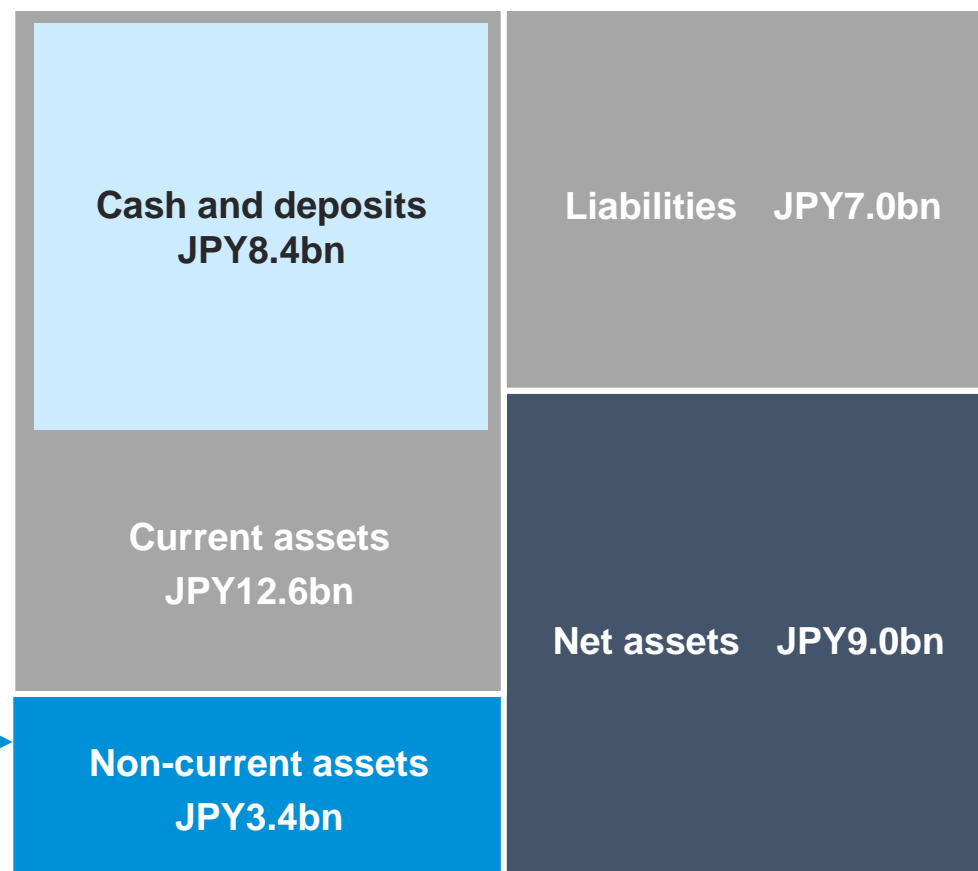 Cash and deposits
JPY8.4bn
Current assets
JPY12.6bn
Non-current assets
JPY3.4bn
Liabilities JPY7.0bn
Net assets JPY9.0bn